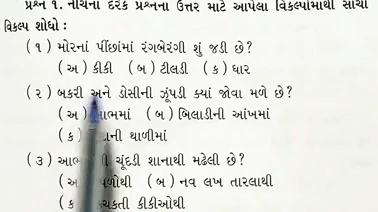 પ્રશ્ન ૧. નીચેના દરેક પ્રશ્નના ઉત્તર માટે આપેલા વિકલ્પોમાંથી સાચો
વિકલ્પ શોધો :
(૧) મોરનાં પીંછાંમાં રંગબેરંગી શું જડી છે?
(અ) કીકી (બ) ટીલડી (ક) ધાર
(૨) બકરી અને ડોસીની ઝૂંપડી ક્યાં જોવા મળે છે?
(અ) આભમાં (બ) બિલાડીની આંખમાં
(ક) થાળીમાં
(૩) ચૂંદડી શાનાથી મઢેલી છે?
(અ) (બ) નવ લખ તારલાથી
(ક) કીકીઓથી